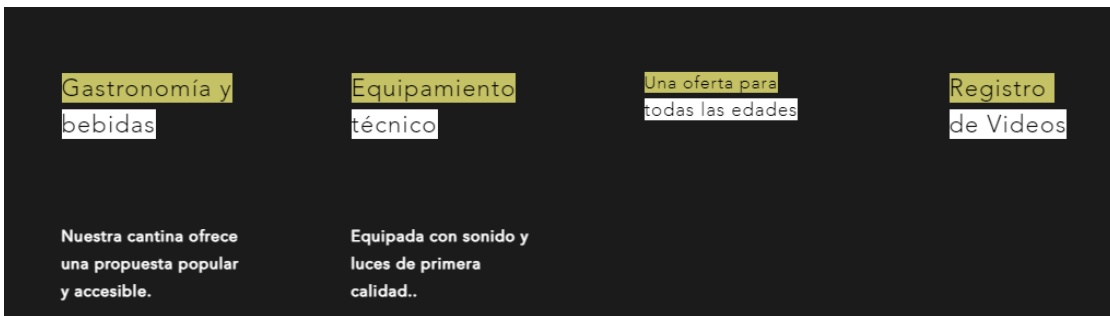 Gastronomía y
bebidas
Equipamiento
técnico
Una oferta para
todas las edades
Registro
de Videos
Nuestra cantina ofrece
una propuesta popular
y accesible.
Equipada con sonido y
luces de primera
calidad..